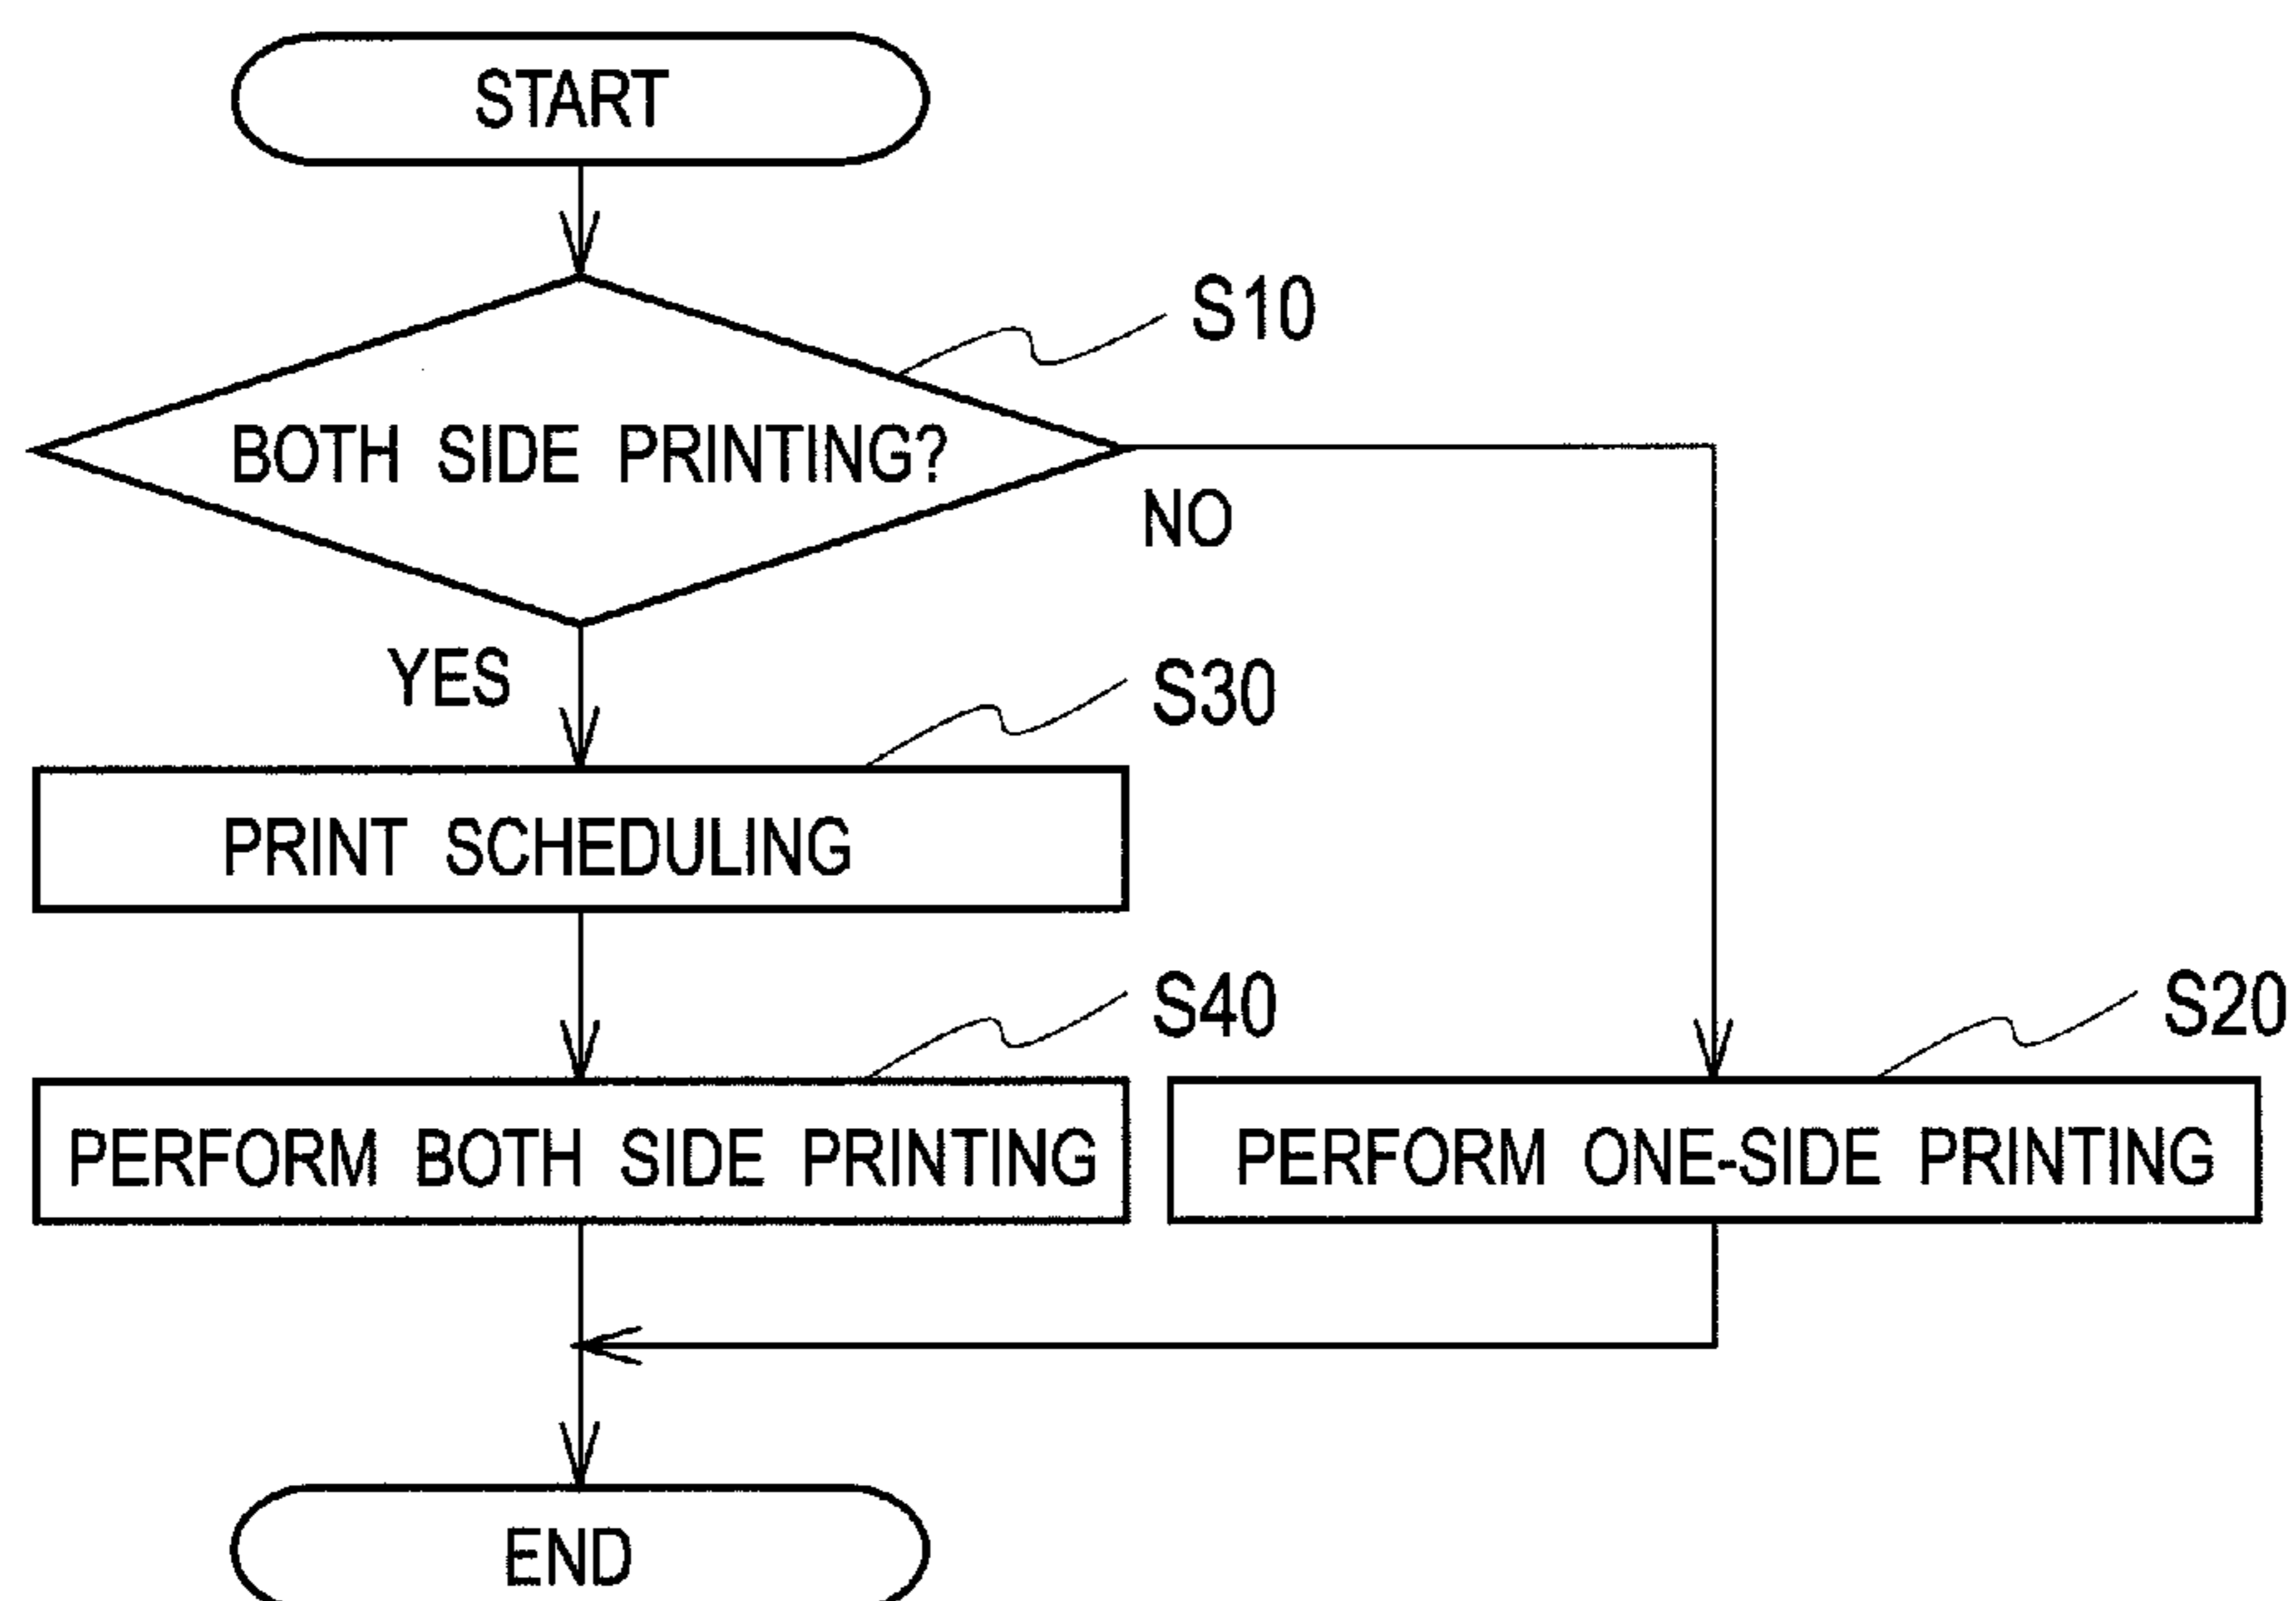 START
S10
BOTH SIDE PRINTING?
NO
YES
S30
PRINT SCHEDULING
S40
S20
PERFORM BOTH SIDE PRINTING
PERFORM ONE-SIDE PRINTING
END